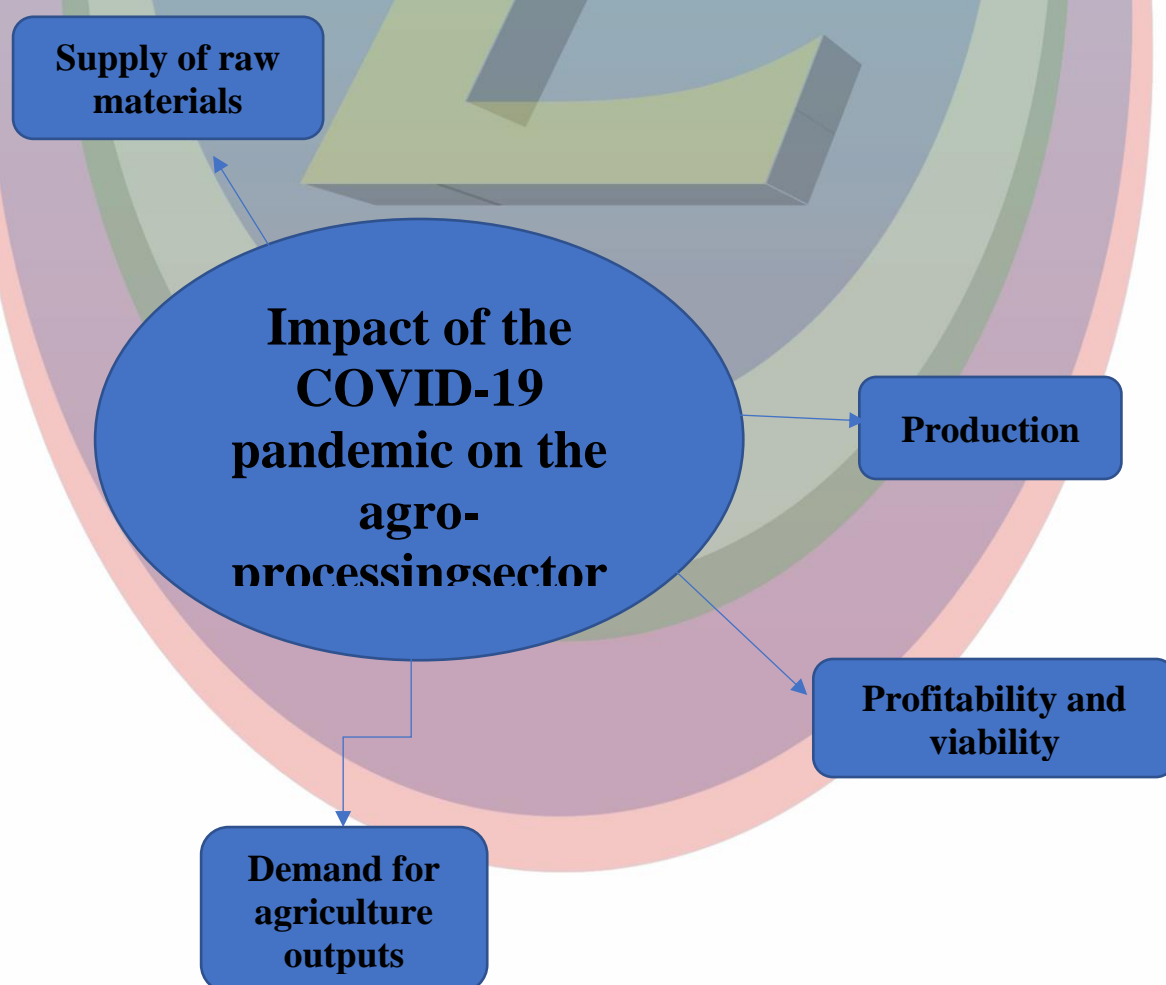 Supply of raw
materials
Impact of the
COVID-19
pandemic on the
agro-
processingsector
Production
Profitability and
viability
Demand for
agriculture
outputs